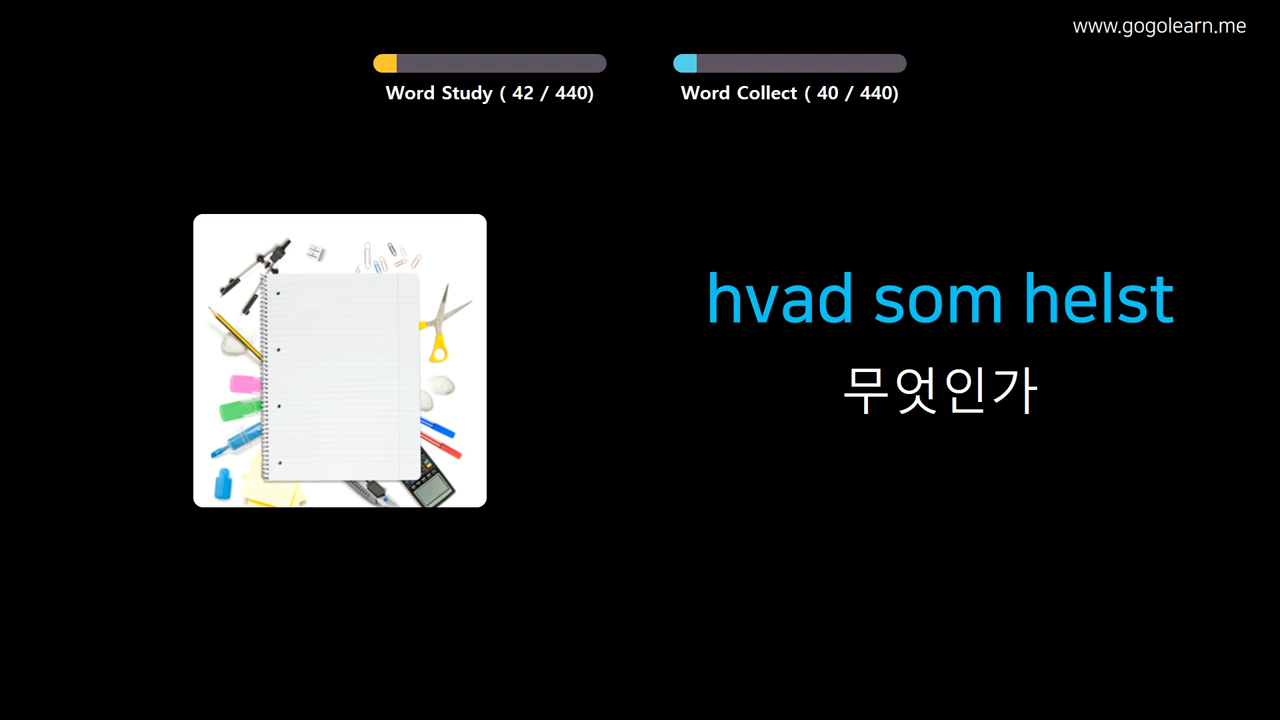 www.gogolearn.me
Word Study ( 42 / 440)
Word Collect ( 40 / 440)
hvad som helst
무엇인가